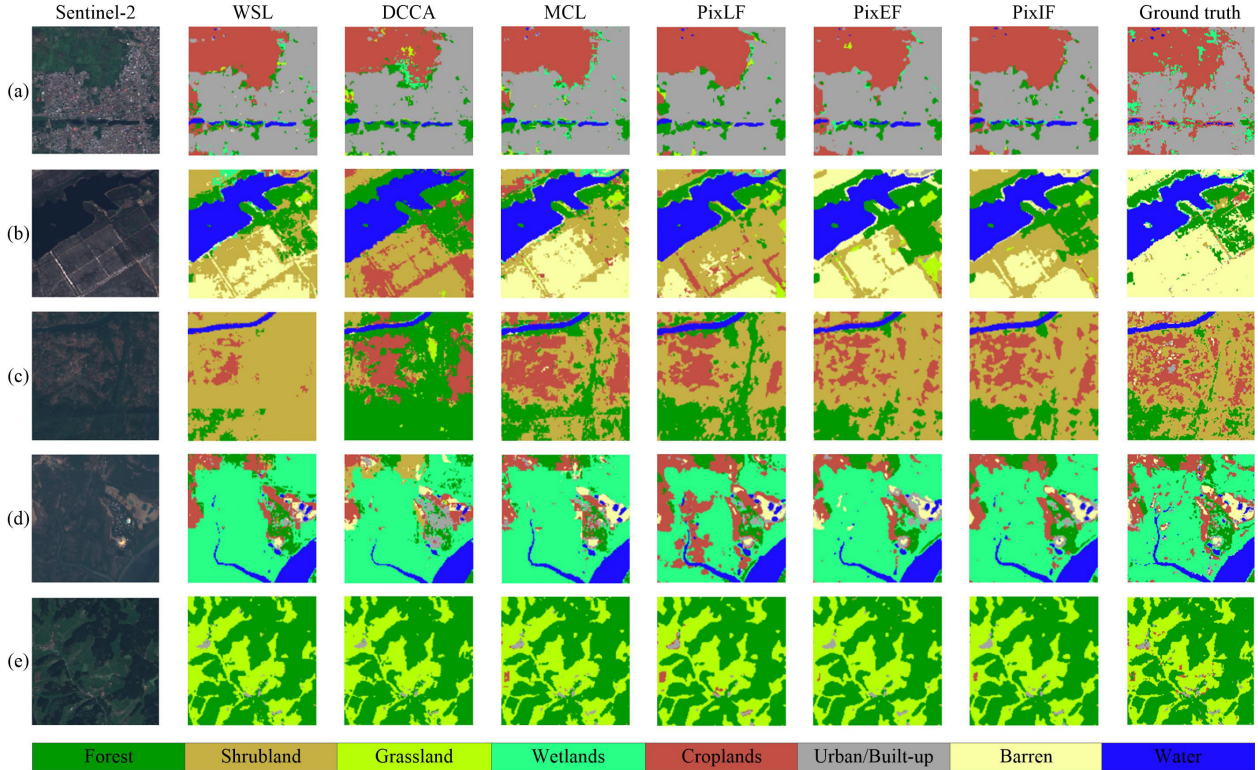 Sentinel-2 WSL DCCA MCL PixLF PixEF PixIF Ground truth
(a)
(b)
(c)
(d)
(e)
Forest Shrubland Grassland Wetlands Croplands Urban/Built-up Barren Water